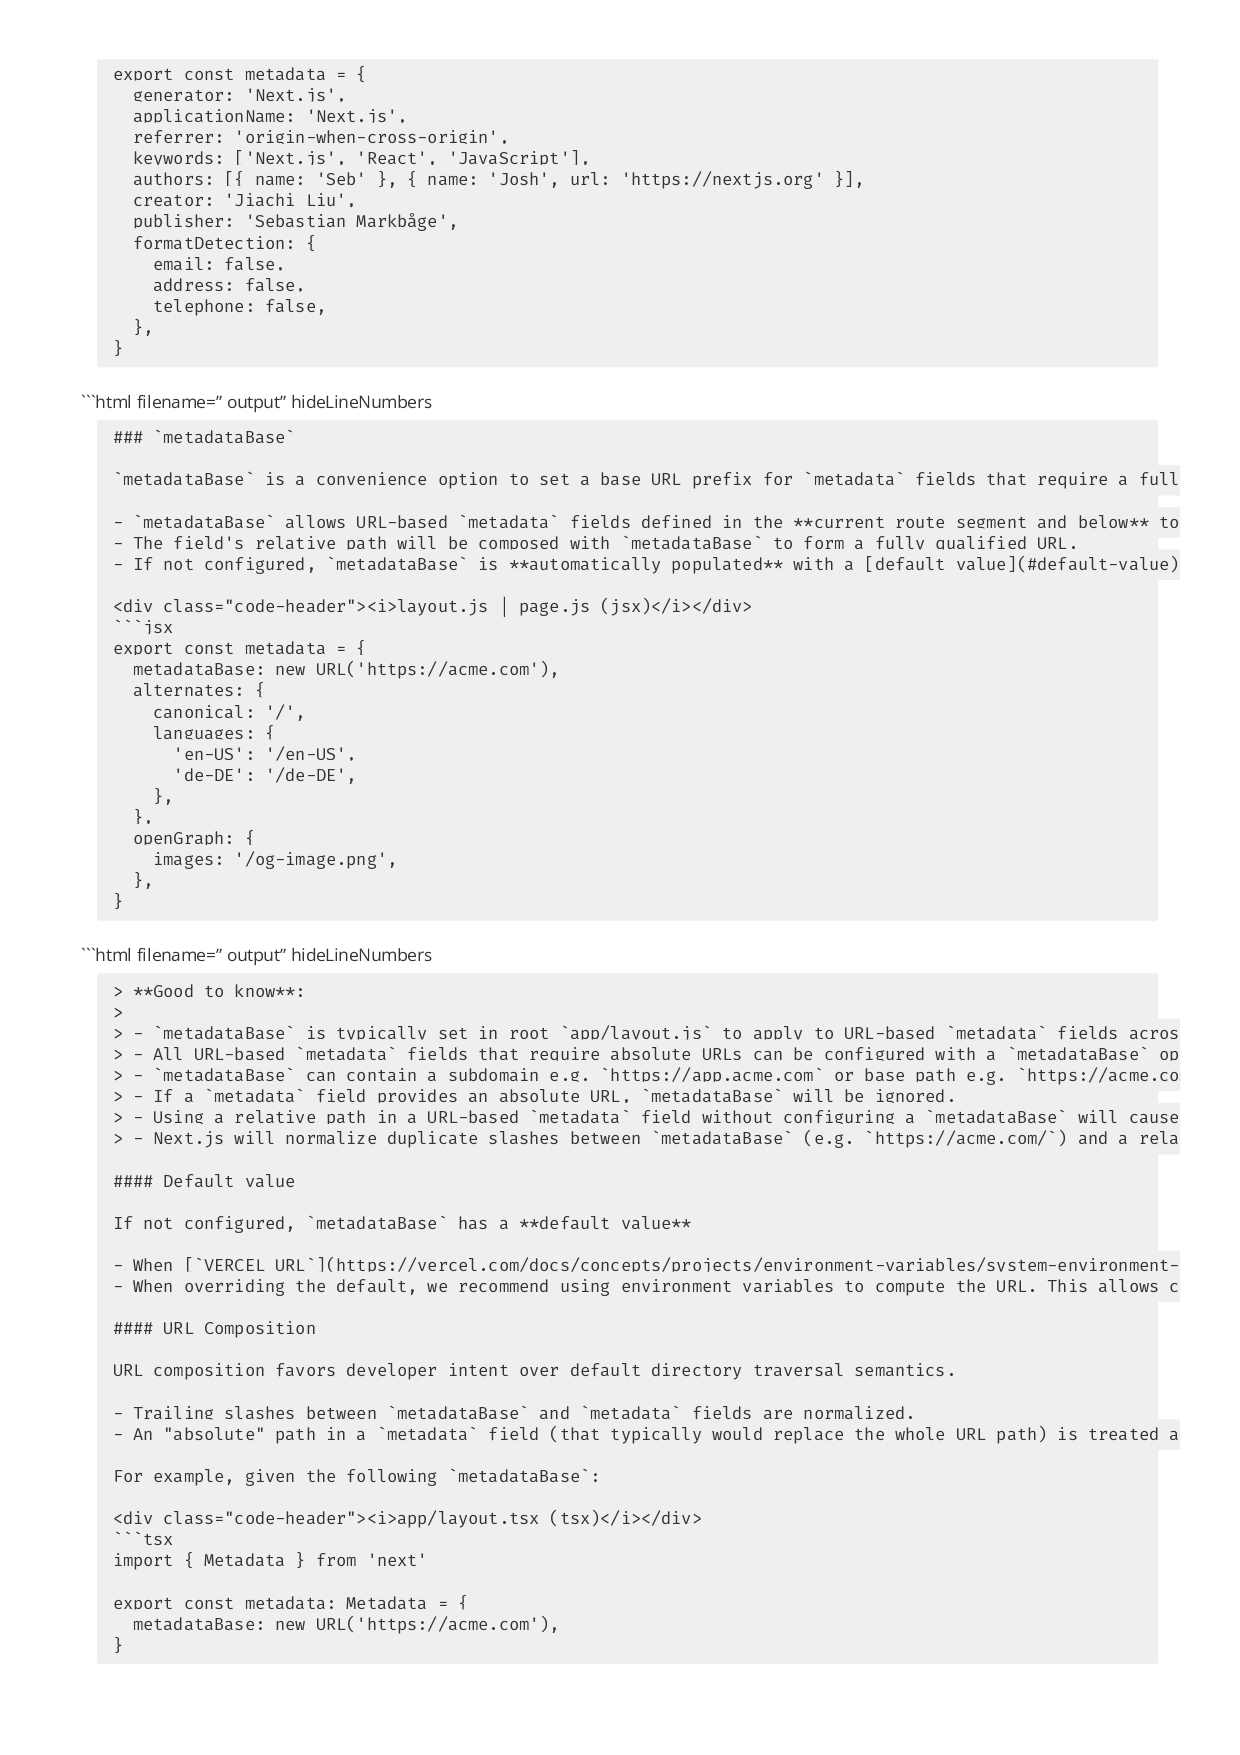 export const metadata = {
  generator: 'Next.js',
  applicationName: 'Next.js',
  referrer: 'origin-when-cross-origin',
  keywords: ['Next.js', 'React', 'JavaScript'],
  authors: [{ name: 'Seb' }, { name: 'Josh', url: 'https://nextjs.org' }],
  creator: 'Jiachi Liu',
  publisher: 'Sebastian Markbåge',
  formatDetection: {
    email: false,
    address: false,
    telephone: false,
  },
}
```html filename=” output” hideLineNumbers
### `metadataBase`
`metadataBase` is a convenience option to set a base URL prefix for `metadata` fields that require a full
- `metadataBase` allows URL-based `metadata` fields defined in the **current route segment and below** to
- The field's relative path will be composed with `metadataBase` to form a fully qualified URL.
- If not configured, `metadataBase` is **automatically populated** with a [default value](#default-value)
<div class="code-header"><i>layout.js | page.js (jsx)</i></div>
```jsx
export const metadata = {
  metadataBase: new URL('https://acme.com'),
  alternates: {
    canonical: '/',
    languages: {
      'en-US': '/en-US',
      'de-DE': '/de-DE',
    },
  },
  openGraph: {
    images: '/og-image.png',
  },
}
```html filename=” output” hideLineNumbers
> **Good to know**:
>
> - `metadataBase` is typically set in root `app/layout.js` to apply to URL-based `metadata` fields acros
> - All URL-based `metadata` fields that require absolute URLs can be configured with a `metadataBase` op
> - `metadataBase` can contain a subdomain e.g. `https://app.acme.com` or base path e.g. `https://acme.co
> - If a `metadata` field provides an absolute URL, `metadataBase` will be ignored.
> - Using a relative path in a URL-based `metadata` field without configuring a `metadataBase` will cause
> - Next.js will normalize duplicate slashes between `metadataBase` (e.g. `https://acme.com/`) and a rela
#### Default value
If not configured, `metadataBase` has a **default value**
- When [`VERCEL_URL`](https://vercel.com/docs/concepts/projects/environment-variables/system-environment-
- When overriding the default, we recommend using environment variables to compute the URL. This allows c
#### URL Composition
URL composition favors developer intent over default directory traversal semantics.
- Trailing slashes between `metadataBase` and `metadata` fields are normalized.
- An "absolute" path in a `metadata` field (that typically would replace the whole URL path) is treated a
For example, given the following `metadataBase`:
<div class="code-header"><i>app/layout.tsx (tsx)</i></div>
```tsx
import { Metadata } from 'next'
export const metadata: Metadata = {
  metadataBase: new URL('https://acme.com'),
}